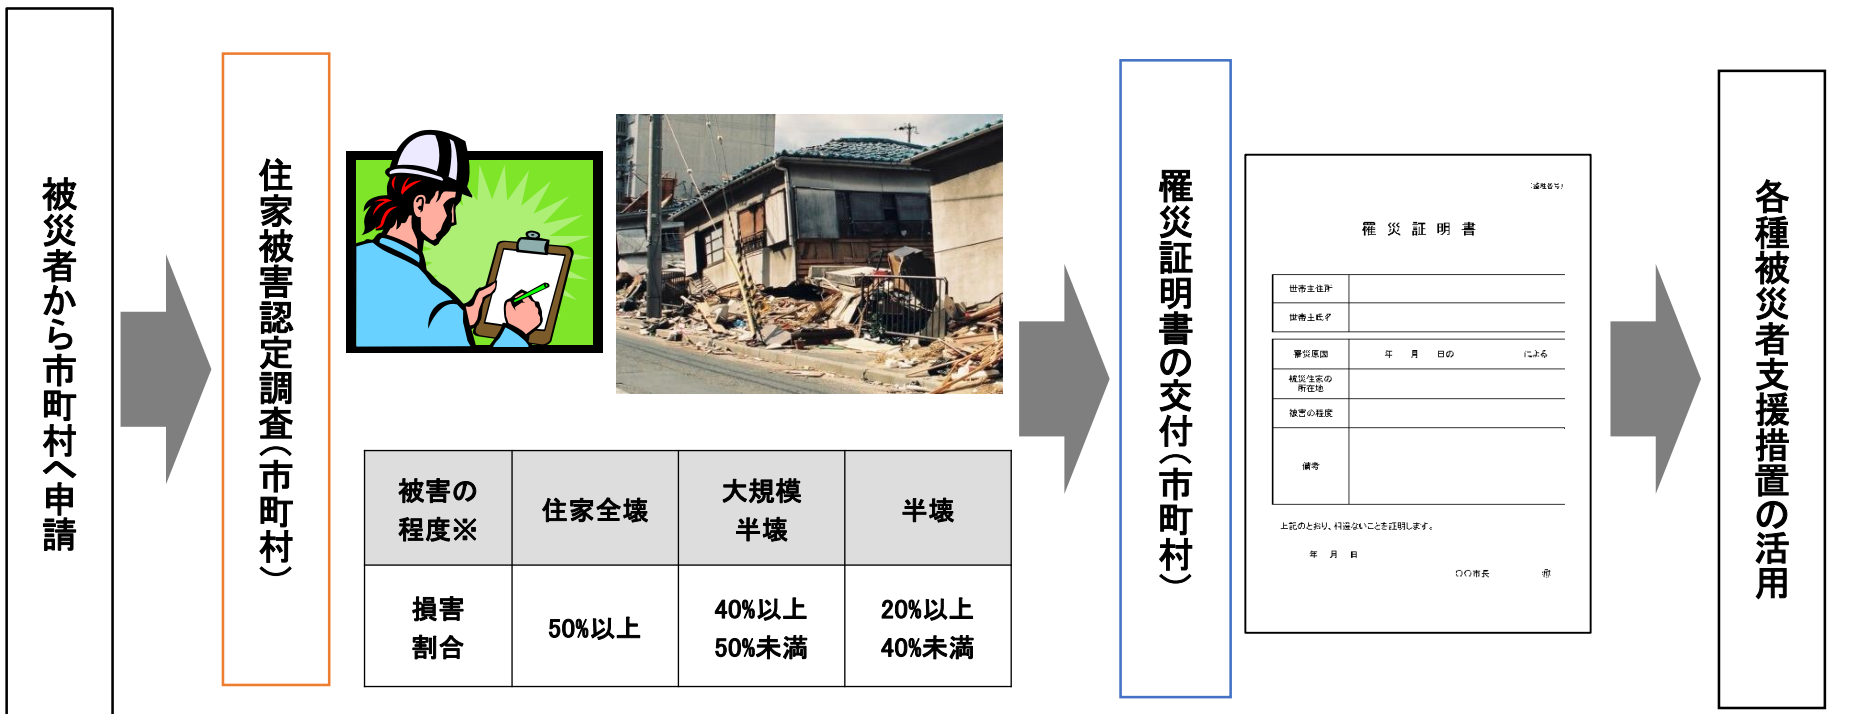 被災者から市町村へ申請
住家被害認定調査(市町村)
被害の
程度※
住家全壊
大規模
半壊
半壊
損害
割合
50%以上
40%以上
50%未満
20%以上
40%未満
罹災証明書の交付(市町村)
罹災証明書
世帯主住所
世帯主氏名
罹災原因
年 月 日の による
被災住家の
所在地
被害の程度
備考
上記のとおり、相違ないことを証明します。
年 月 日
〇〇市長 ㊞
各種被災者支援措置の活用